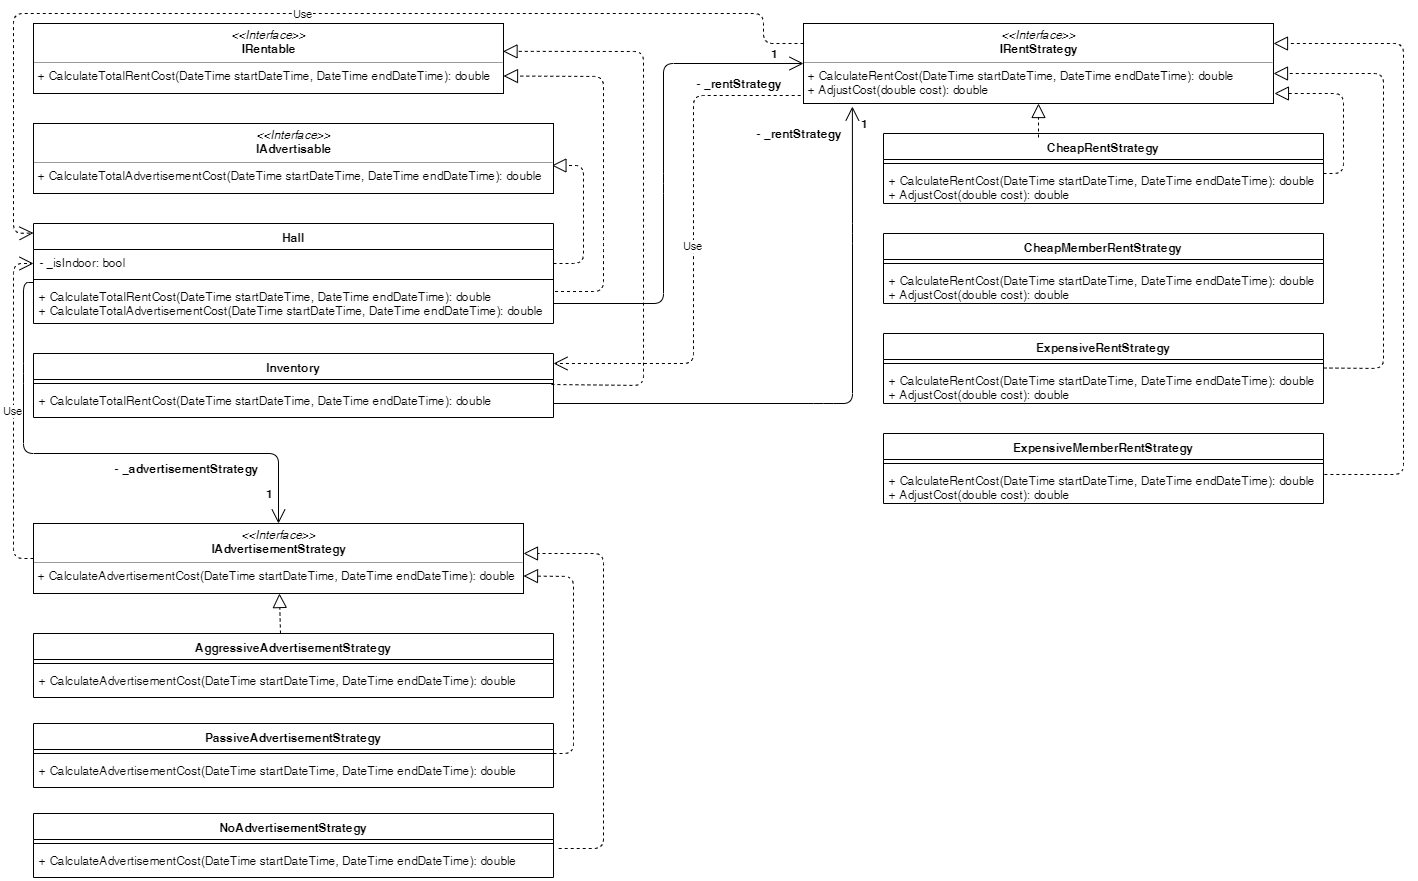 Use
<<Interface>>
IRentable
+ CalculateTotalRentCost(DateTime startDateTime, DateTime endDateTime): double
<<Interface>>
IAdvertisable
+ CalculateTotalAdvertisementCost(DateTime startDateTime, DateTime endDateTime): double
Hall
- _isIndoor: bool
+ CalculateTotalRentCost(DateTime startDateTime, DateTime endDateTime): double
+ CalculateTotalAdvertisementCost(DateTime startDateTime, DateTime endDateTime): double
Inventory
+ CalculateTotalRentCost(DateTime startDateTime, DateTime endDateTime): double
Use
- _advertisementStrategy
1
<<Interface>>
IAdvertisementStrategy
+ CalculateAdvertisementCost(DateTime startDateTime, DateTime endDateTime): double
AggressiveAdvertisementStrategy
+ CalculateAdvertisementCost(DateTime startDateTime, DateTime endDateTime): double
PassiveAdvertisementStrategy
+ CalculateAdvertisementCost(DateTime startDateTime, DateTime endDateTime): double
NoAdvertisementStrategy
+ CalculateAdvertisementCost(DateTime startDateTime, DateTime endDateTime): double
1
- _rentStrategy
- _rentStrategy
1
Use
<<Interface>>
IRentStrategy
+ CalculateRentCost(DateTime startDateTime, DateTime endDateTime): double
+ AdjustCost(double cost): double
CheapRentStrategy
+ CalculateRentCost(DateTime startDateTime, DateTime endDateTime): double
+ AdjustCost(double cost): double
CheapMemberRentStrategy
+ CalculateRentCost(DateTime startDateTime, DateTime endDateTime): double
+ AdjustCost(double cost): double
ExpensiveRentStrategy
+ CalculateRentCost(DateTime startDateTime, DateTime endDateTime): double
+ AdjustCost(double cost): double
ExpensiveMemberRentStrategy
+ CalculateRentCost(DateTime startDateTime, DateTime endDateTime): double
+ AdjustCost(double cost): double